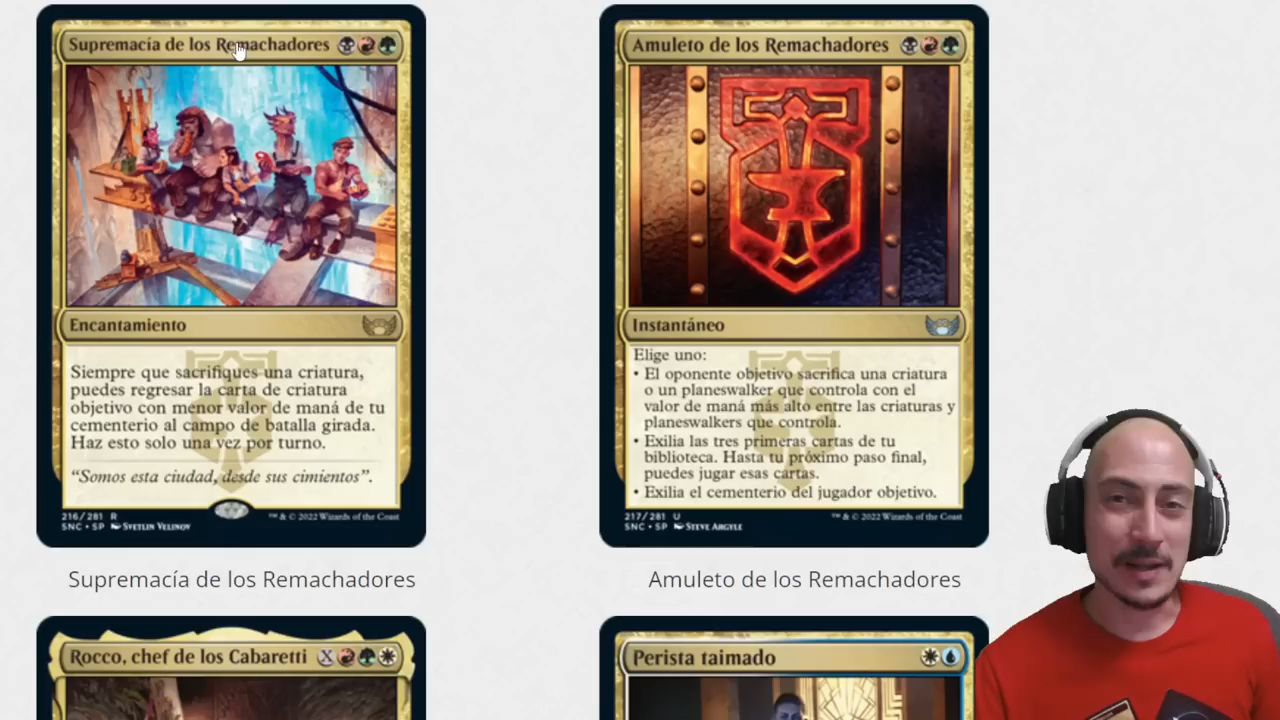 Supremacía de los Remachadores
Encantamiento
Siempre que sacrifiques una criatura,
puedes regresar la carta de criatura
objetivo con menor valor de maná de tu
cementerio al campo de batalla girada.
Haz esto solo una vez por turno.
“Somos esta ciudad, desde sus cimientos”.
216/281 R
SNC • SP Svetlin Velinov
™ & © 2022 Wizards of the Coast
Supremacía de los Remachadores
Amuleto de los Remachadores
Instantáneo
Elige uno:
• El oponente objetivo sacrifica una criatura
o un planeswalker que controla con el
valor de maná más alto entre las criaturas y
planeswalkers que controla.
• Exilia las tres primeras cartas de tu
biblioteca. Hasta tu próximo paso final,
puedes jugar esas cartas.
• Exilia el cementerio del jugador objetivo.
217/281 U
SNC • SP Steve Argyle
™ & © 2022 Wizards of the Coast
Amuleto de los Remachadores
Rocco, chef de los Cabaretti X
Perista taimado